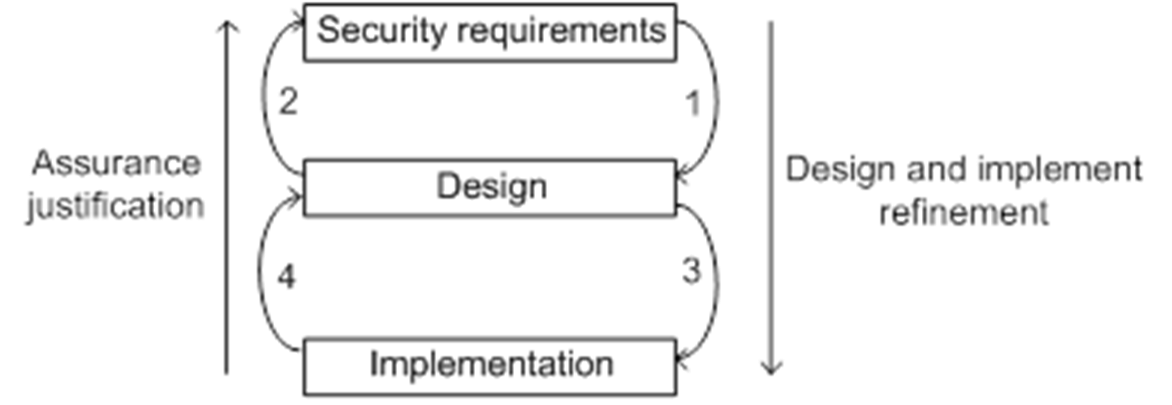 Security requirements
2
1
Assurance
justification
Design
Design and implement
refinement
4
3
Implementation